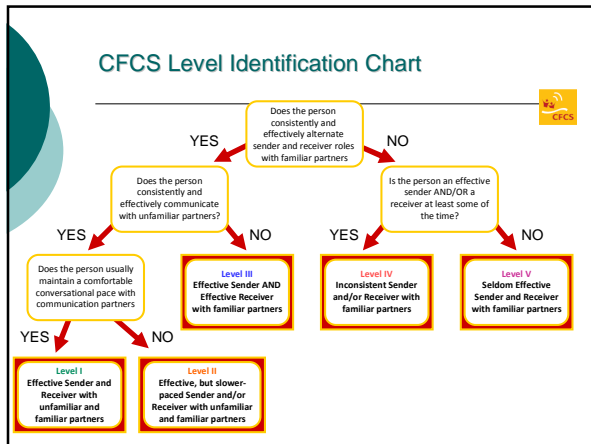 CFCS Level Identification Chart
CFCS
Does the person
consistently and
effectively alternate
sender and receiver roles
with familiar partners
YES
NO
Does the person
consistently and
effectively communicate
with unfamiliar partners?
Is the person an effective
sender AND/OR a
receiver at least some of
the time?
YES
NO
YES
NO
Does the person usually
maintain a comfortable
conversational pace with
communication partners
Level III
Effective Sender AND
Effective Receiver
with familiar partners
Level IV
Inconsistent Sender
and/or Receiver with
familiar partners
Level V
Seldom Effective
Sender and Receiver
with familiar partners
YES
NO
Level I
Effective Sender and
Receiver with
unfamiliar and
familiar partners
Level II
Effective, but slower-
paced Sender and/or
Receiver with unfamiliar
and familiar partners